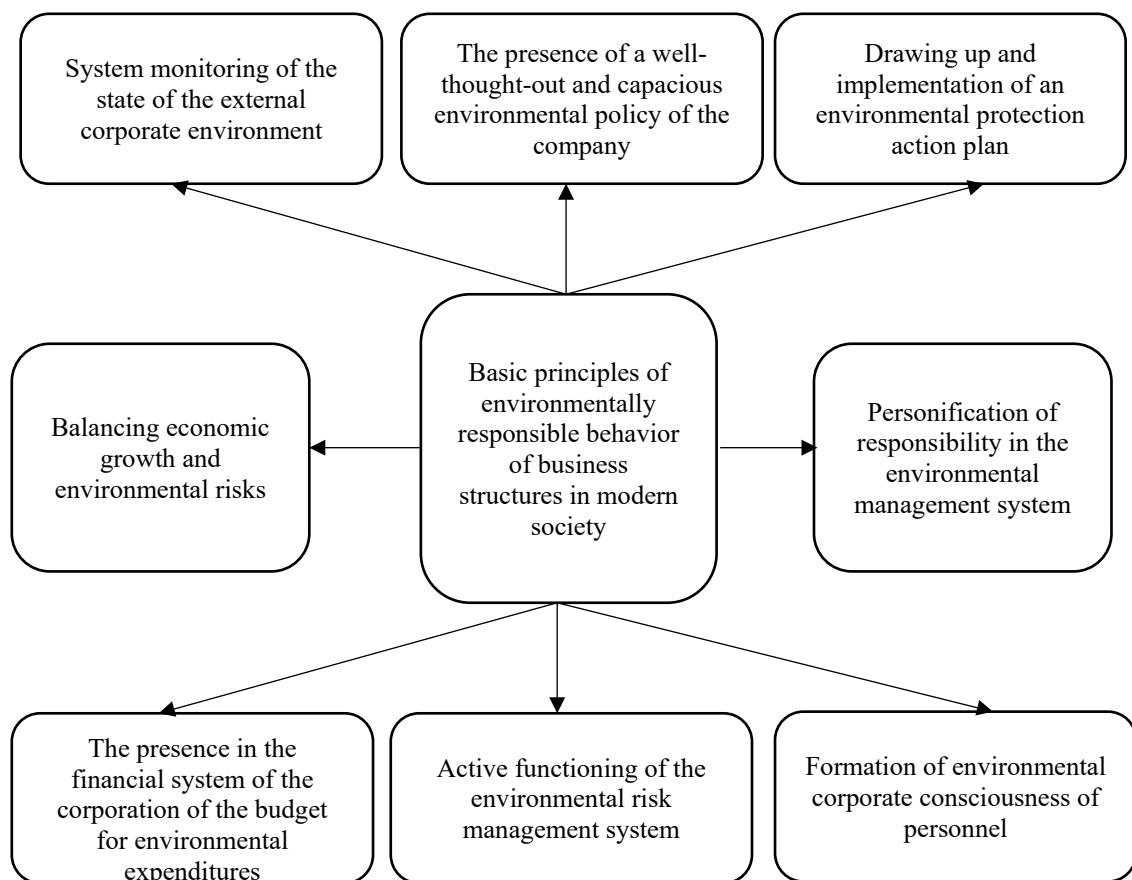 System monitoring of the
state of the external
corporate environment
The presence of a well-
thought-out and capacious
environmental policy of the
company
Drawing up and
implementation of an
environmental protection
action plan
Balancing economic
growth and
environmental risks
Basic principles of
environmentally
responsible behavior
of business
structures in modern
society
Personification of
responsibility in the
environmental
management system
The presence in the
financial system of the
corporation of the budget
for environmental
expenditures
Active functioning of the
environmental risk
management system
Formation of environmental
corporate consciousness of
personnel